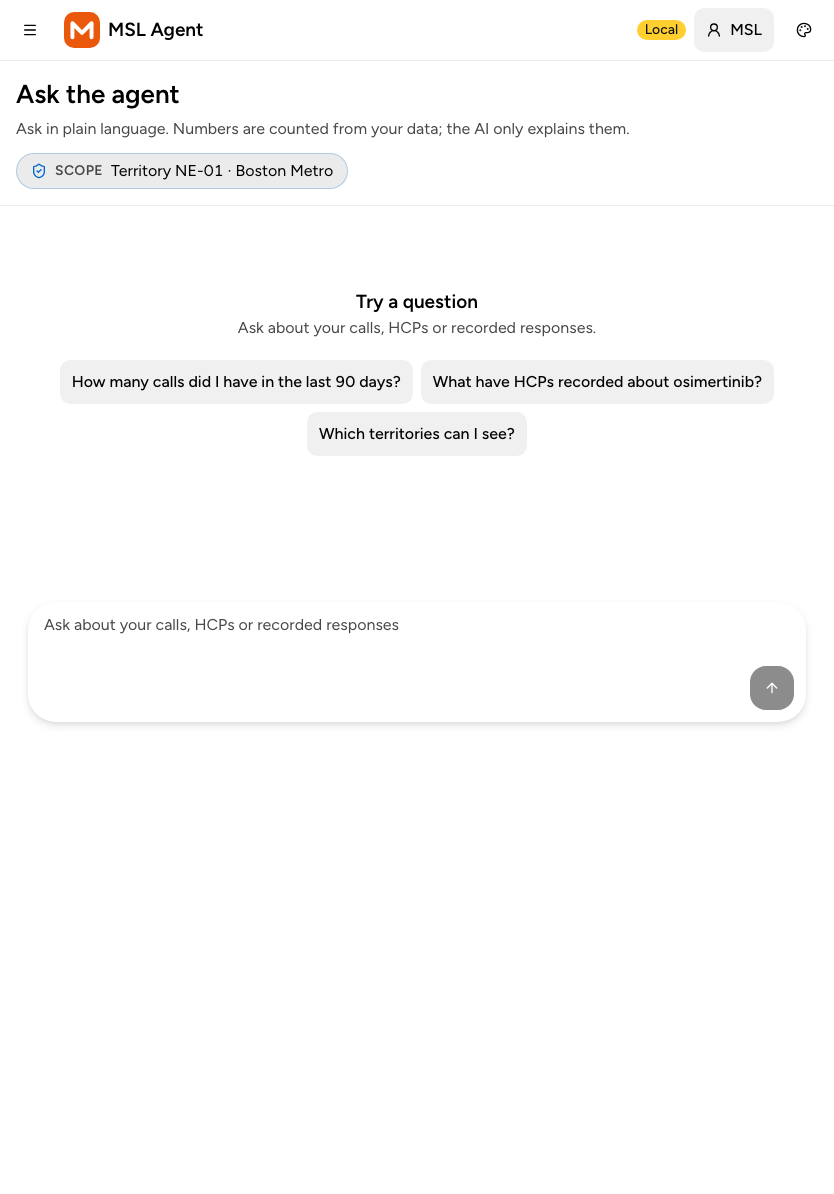 MSL Agent
Local
MSL
Ask the agent
Ask in plain language. Numbers are counted from your data; the AI only explains them.
SCOPE Territory NE-01 · Boston Metro
Try a question
Ask about your calls, HCPs or recorded responses.
How many calls did I have in the last 90 days?
What have HCPs recorded about osimertinib?
Which territories can I see?
Ask about your calls, HCPs or recorded responses